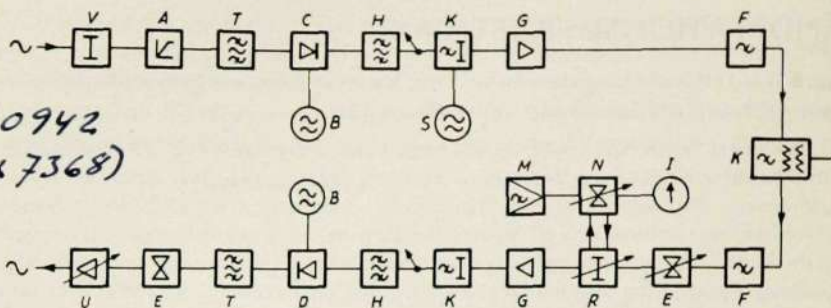 V A T C H K G F
B S
0942
7368)
K
M N I
B
U E T D H K G R E F